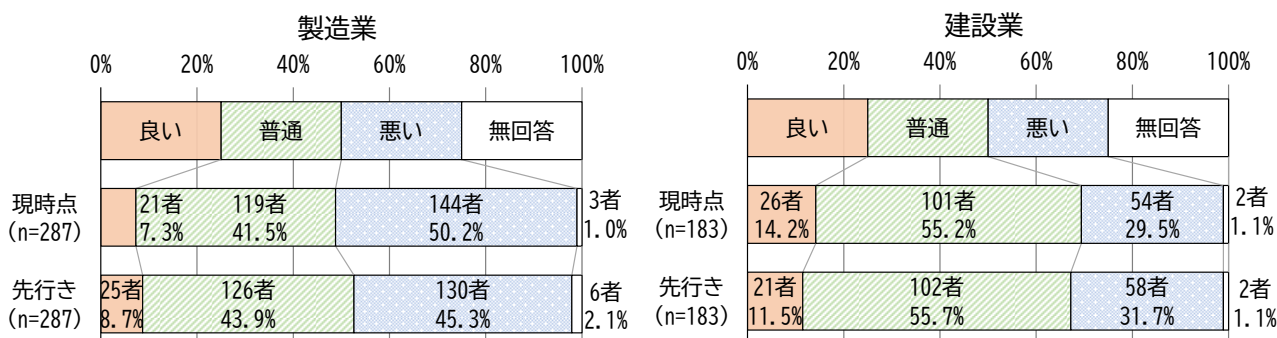 製造業
0% 20% 40% 60% 80% 100%
良い 普通 悪い 無回答
現時点 21者 119者 144者 3者
(n=287) 7.3% 41.5% 50.2% 1.0%
先行き 25者 126者 130者 6者
(n=287) 8.7% 43.9% 45.3% 2.1%
建設業
0% 20% 40% 60% 80% 100%
良い 普通 悪い 無回答
現時点 26者 101者 54者 2者
(n=183) 14.2% 55.2% 29.5% 1.1%
先行き 21者 102者 58者 2者
(n=183) 11.5% 55.7% 31.7% 1.1%